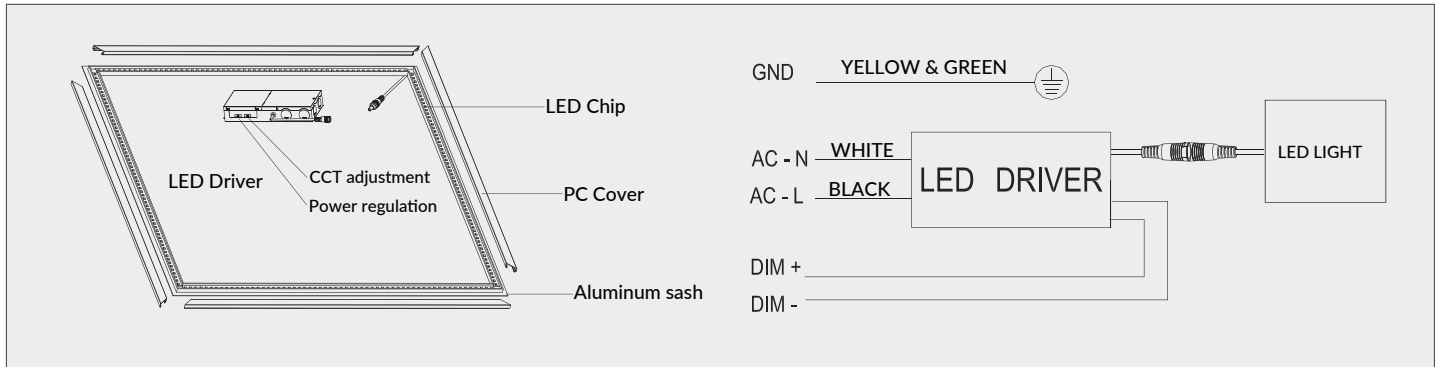 LED Chip
LED Driver
CCT adjustment
Power regulation
PC Cover
Aluminum sash
GND YELLOW & GREEN
AC - N WHITE
AC - L BLACK
LED DRIVER
LED LIGHT
DIM +
DIM -